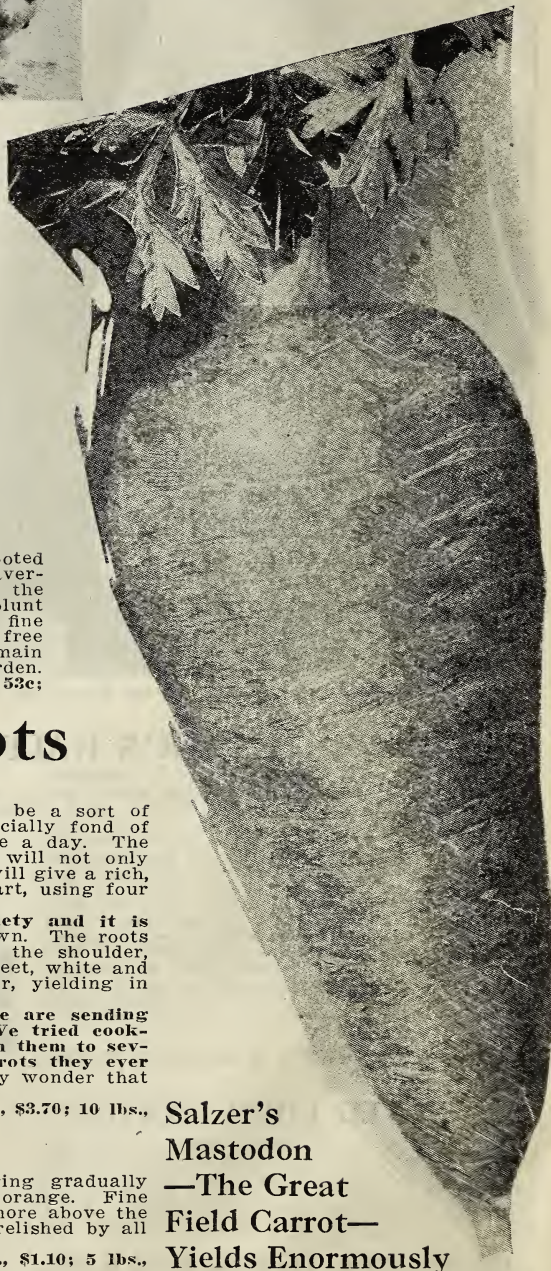 oted
ver-
the
blunt
fine
free
main
rden.
53c;
ots
be a sort of
cially fond of
e a day. The
will not only
will give a rich,
art, using four
ety and it is
wn. The roots
the shoulder,
eet, white and
r, yielding in
e are sending
We tried cook-
n them to sev-
rots they ever
y wonder that
, $3.70; 10 lbs.,
ing gradually
orange. Fine
more above the
relished by all
., $1.10; 5 lbs.,
Salzer's
Mastodon
—The Great
Field Carrot—
Yields Enormously